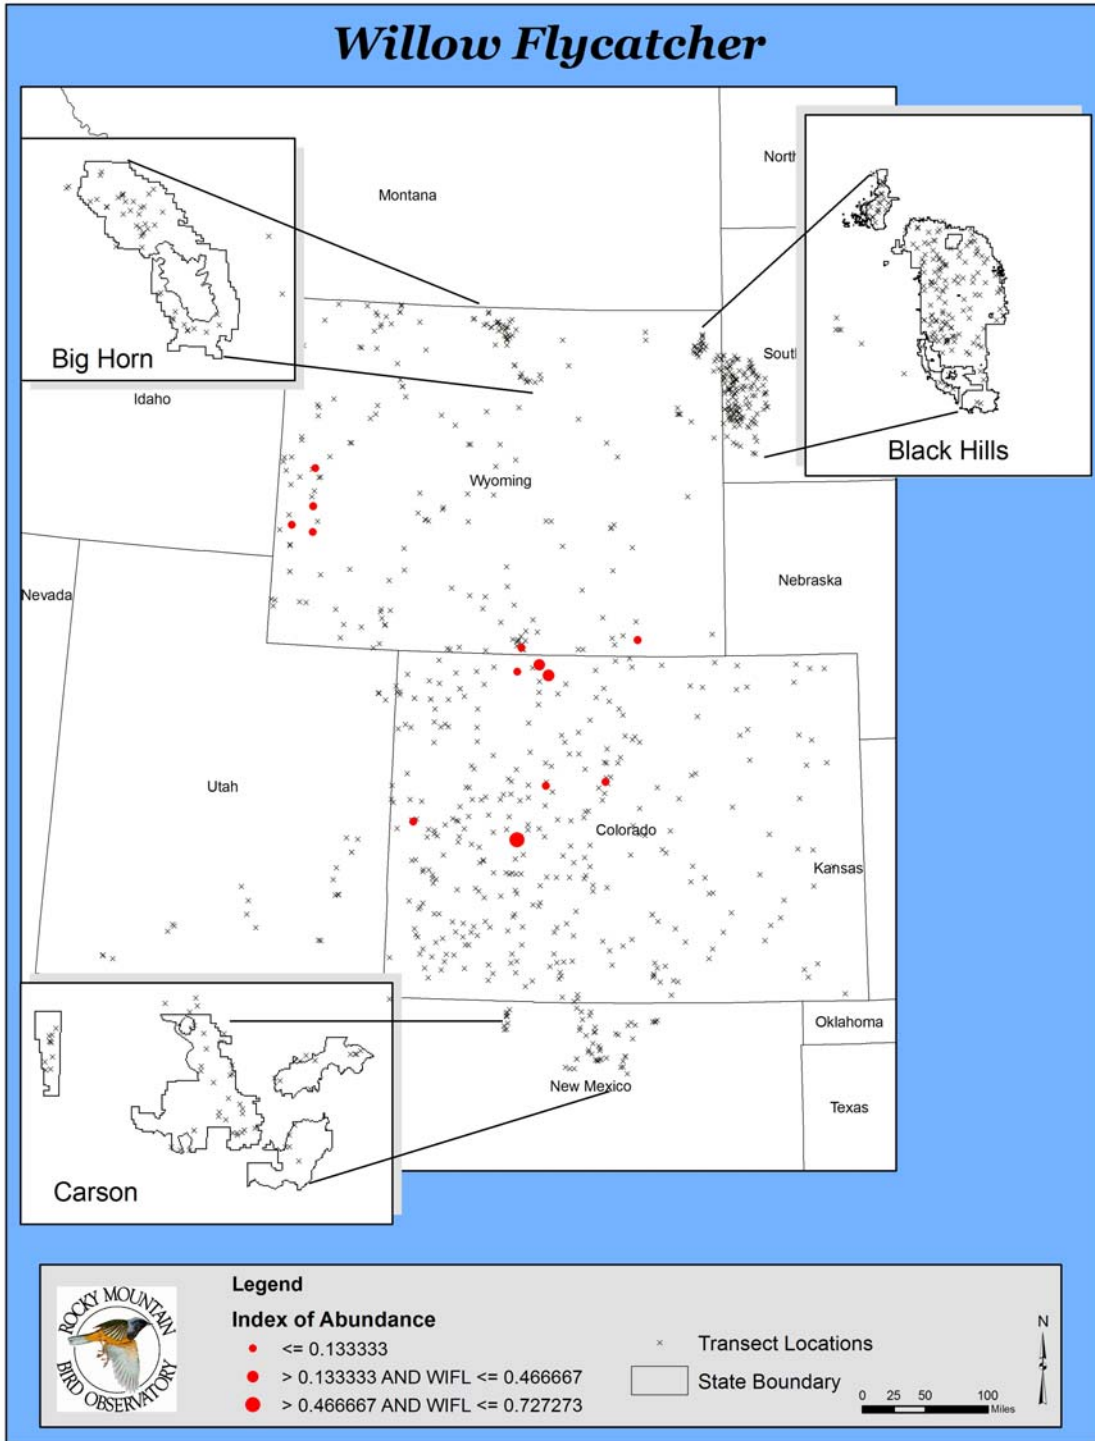 Willow Flycatcher
Montana
North
Big Horn
Idaho
South
Black Hills
Wyoming
Nebraska
Nevada
Utah
Colorado
Kansas
Oklahoma
New Mexico
Texas
Carson
Legend
Index of Abundance
<= 0.133333
> 0.133333 AND WIFL <= 0.466667
> 0.466667 AND WIFL <= 0.727273
Transect Locations
State Boundary
ROCKY MOUNTAIN
BIRD OBSERVATORY
N
0 25 50 100
Miles